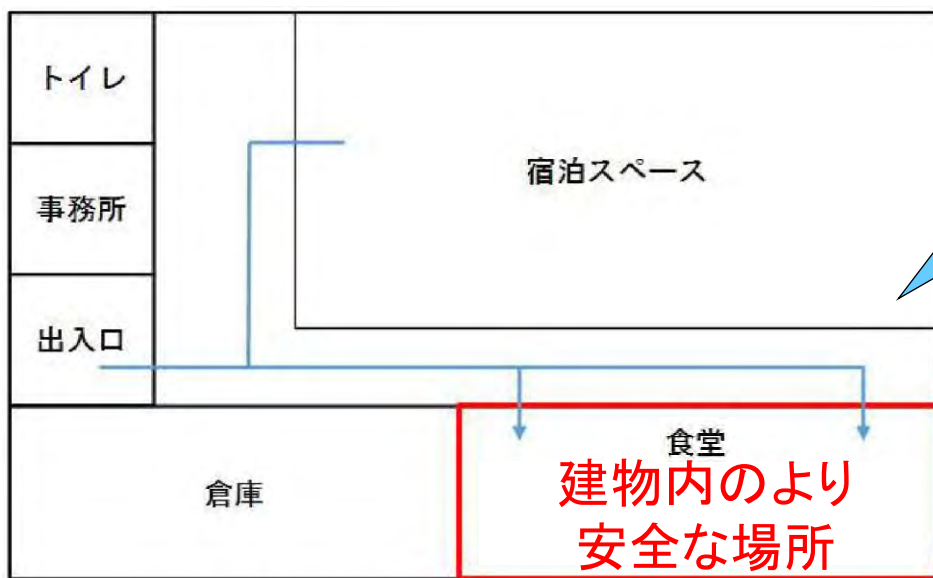 トイレ
宿泊スペース
事務所
出入口
食堂
建物内のより
安全な場所
倉庫